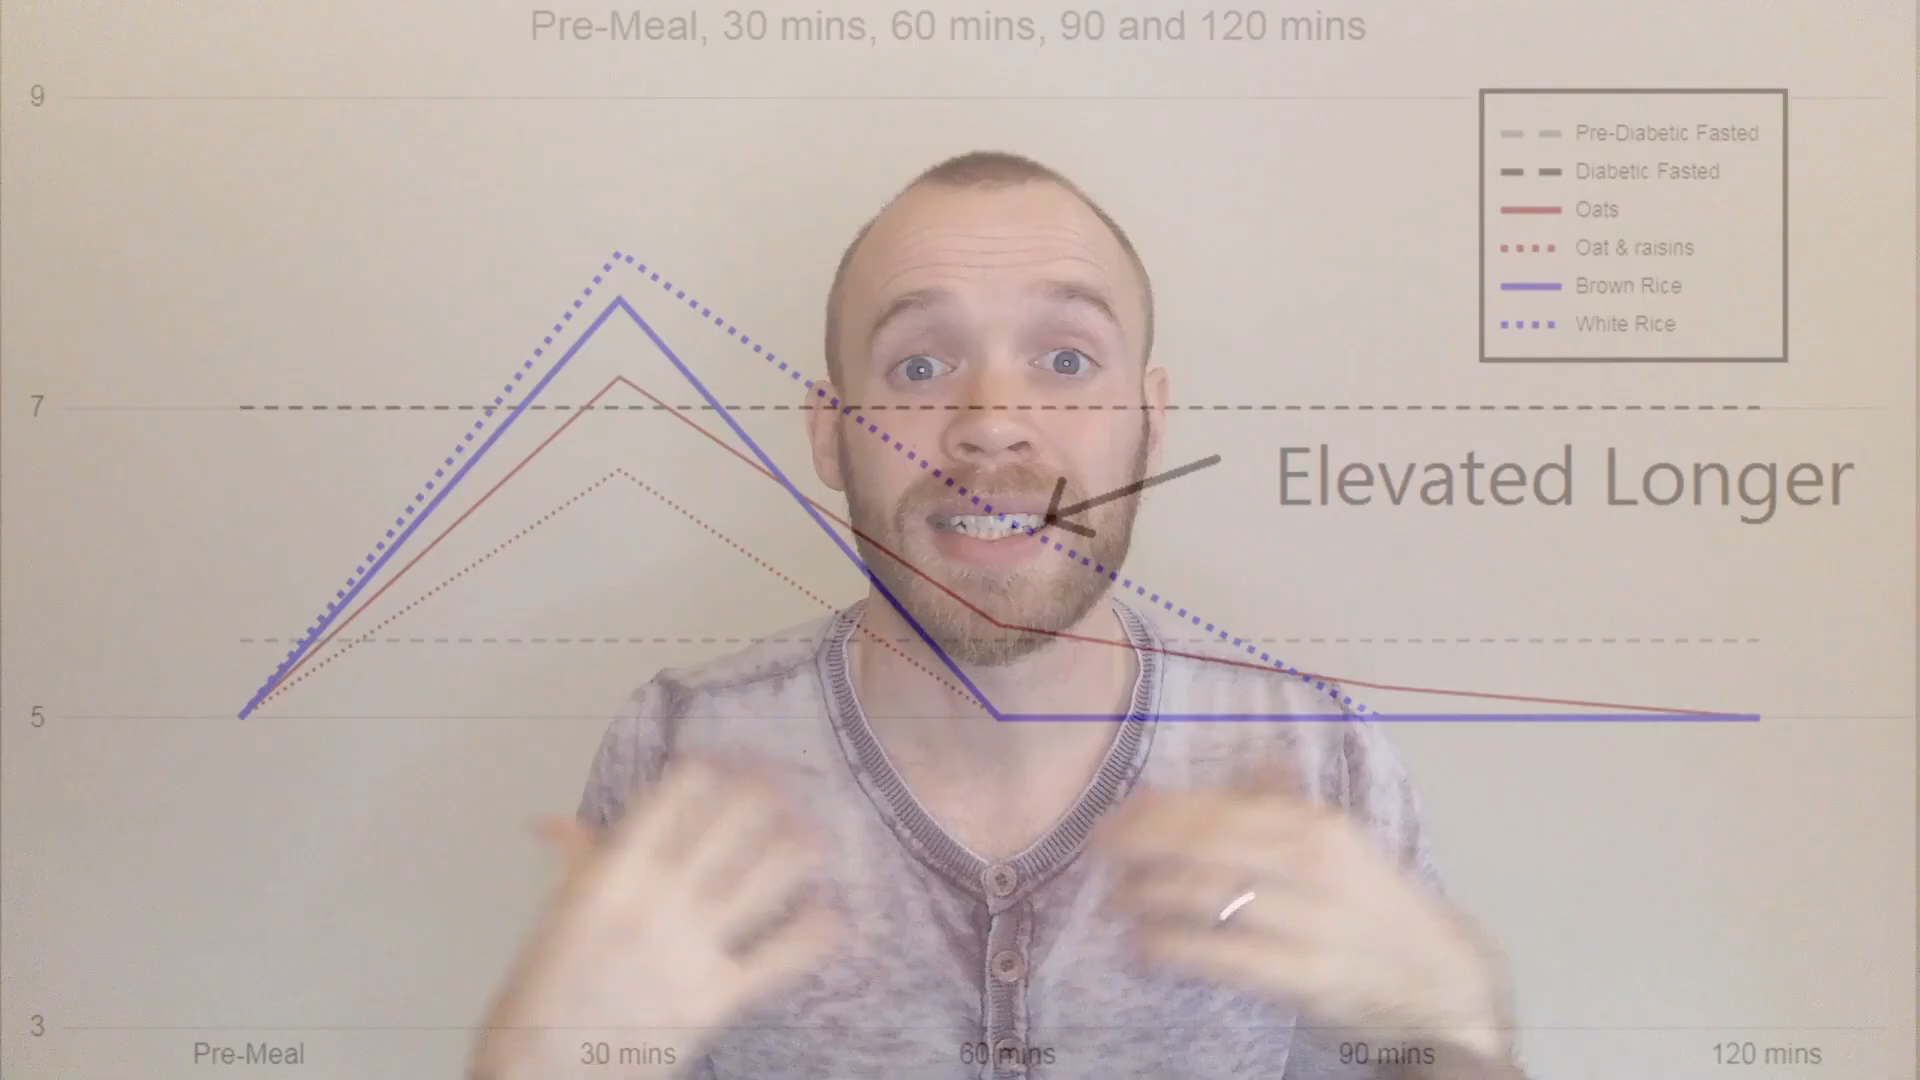 Pre-Meal, 30 mins, 60 mins, 90 and 120 mins
9
Pre-Diabetic Fasted
Diabetic Fasted
Oats
Oat & raisins
Brown Rice
White Rice
7
Elevated Longer
5
3
Pre-Meal
30 mins
60 mins
90 mins
120 mins